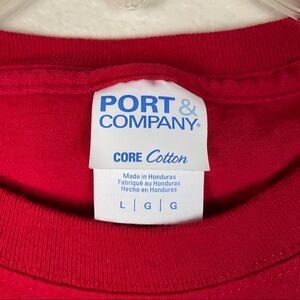 PORT &
COMPANY®
CORE Cotton
Made in Honduras
Fabriqué au Honduras
Hecho en Honduras
L | G | G